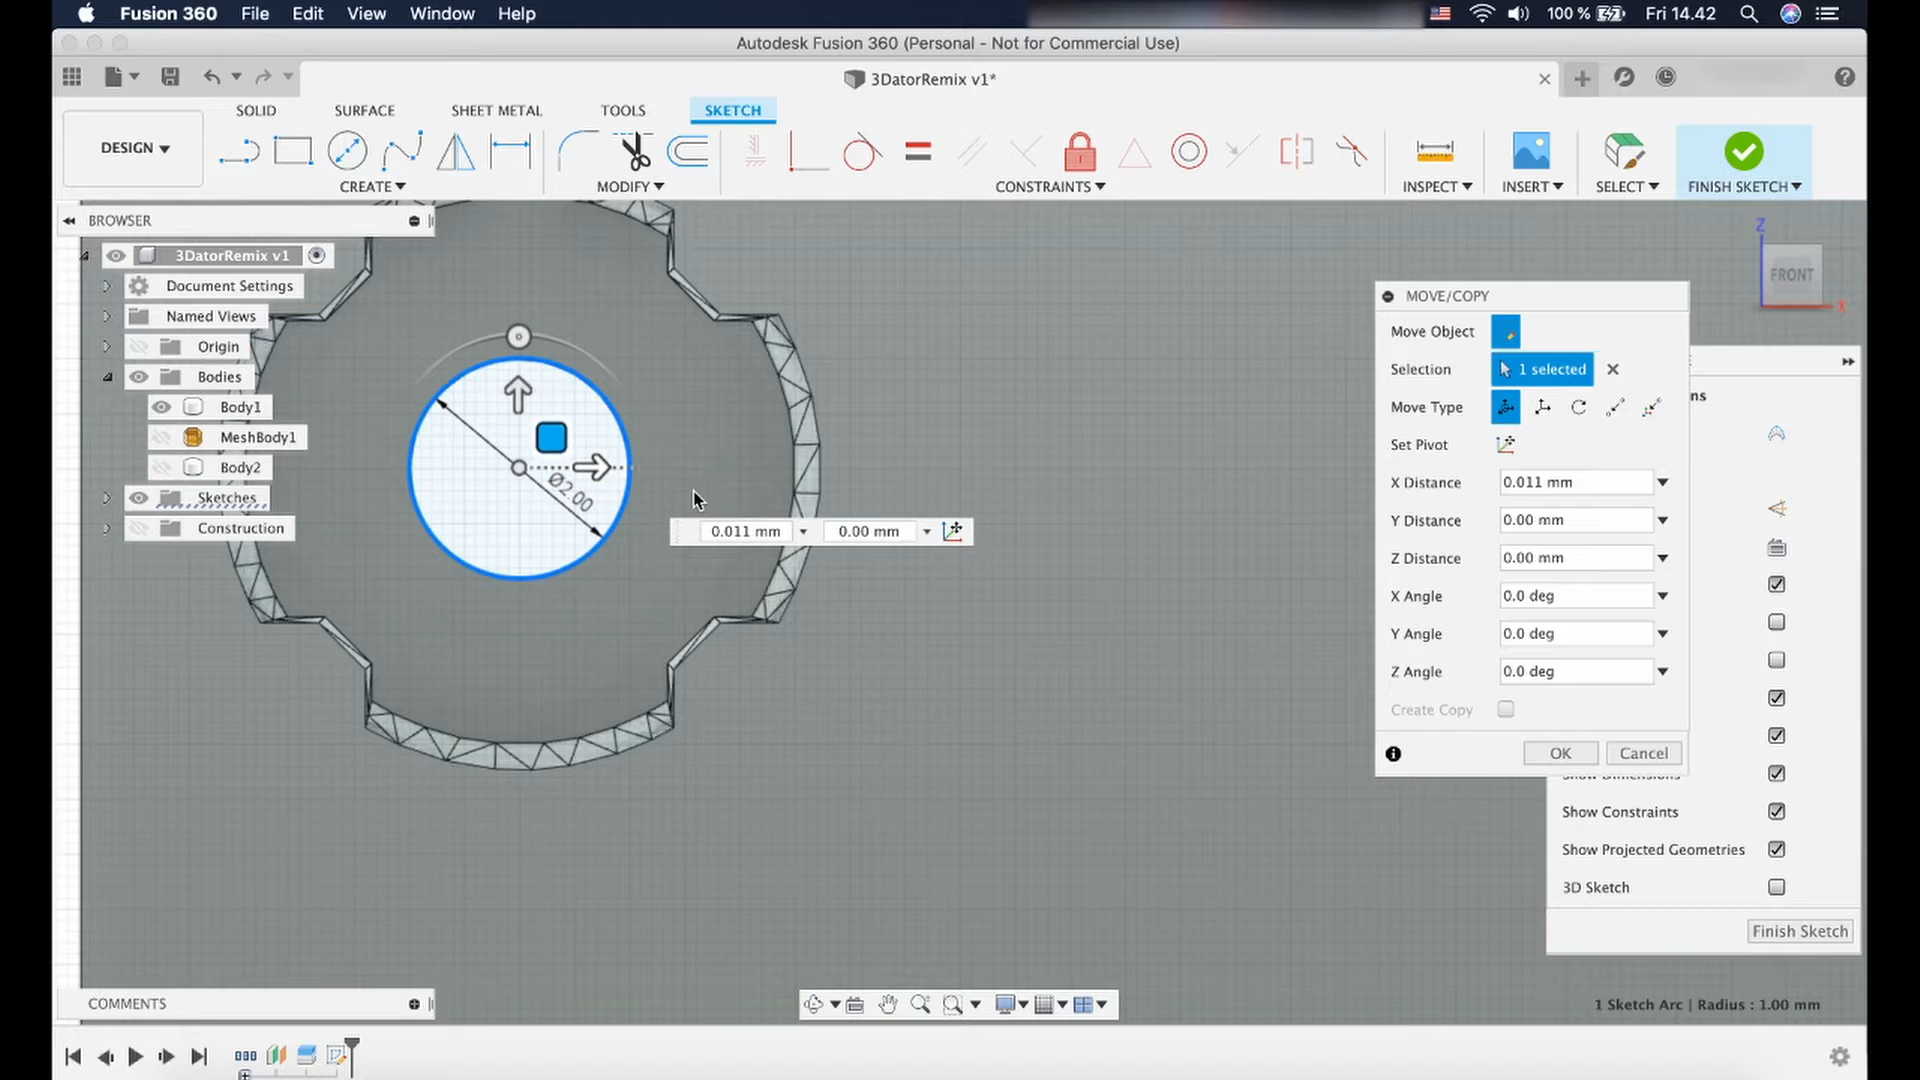 Fusion 360 File Edit View Window Help 100 % Fri 14.42
Autodesk Fusion 360 (Personal - Not for Commercial Use)
3DatorRemix v1*
SOLID SURFACE SHEET METAL TOOLS SKETCH
DESIGN
CREATE MODIFY CONSTRAINTS INSPECT INSERT SELECT FINISH SKETCH
BROWSER
3DatorRemix v1
Document Settings
Named Views
Origin
Bodies
Body1
MeshBody1
Body2
Sketches
Construction
Ø2.00
0.011 mm 0.00 mm
Z
FRONT
X
MOVE/COPY
Move Object
Selection 1 selected
Move Type
Set Pivot
X Distance 0.011 mm
Y Distance 0.00 mm
Z Distance 0.00 mm
X Angle 0.0 deg
Y Angle 0.0 deg
Z Angle 0.0 deg
Create Copy
OK Cancel
ns
Show Dimensions
Show Constraints
Show Projected Geometries
3D Sketch
Finish Sketch
COMMENTS
1 Sketch Arc | Radius : 1.00 mm